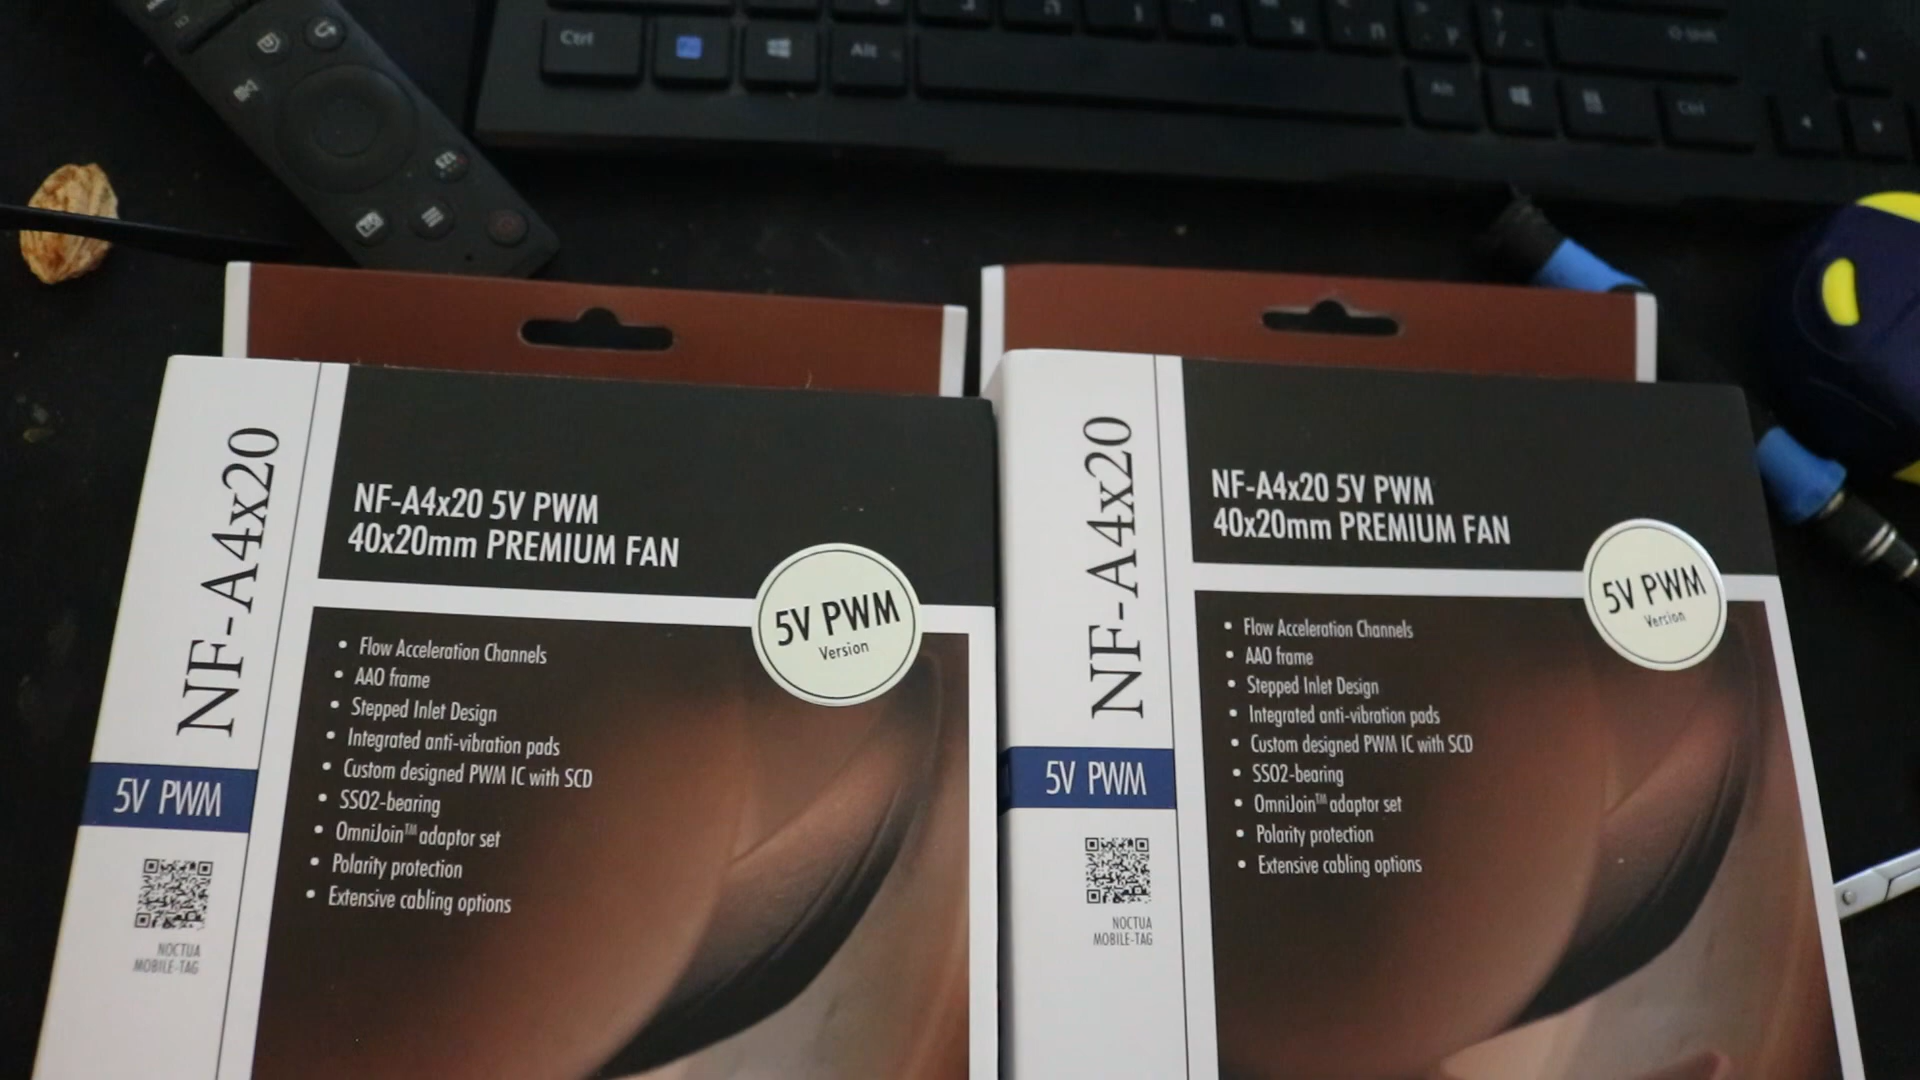 Ctrl
Alt
Alt
Ctrl
123
NF-A4x20
NF-A4x20 5V PWM
40x20mm PREMIUM FAN
5V PWM
Version
• Flow Acceleration Channels
• AAO frame
• Stepped Inlet Design
• Integrated anti-vibration pads
• Custom designed PWM IC with SCD
• SSO2-bearing
• OmniJoin™ adaptor set
• Polarity protection
• Extensive cabling options
5V PWM
NOCTUA
MOBILE-TAG
NF-A4x20
NF-A4x20 5V PWM
40x20mm PREMIUM FAN
5V PWM
Version
• Flow Acceleration Channels
• AAO frame
• Stepped Inlet Design
• Integrated anti-vibration pads
• Custom designed PWM IC with SCD
• SSO2-bearing
• OmniJoin™ adaptor set
• Polarity protection
• Extensive cabling options
5V PWM
NOCTUA
MOBILE-TAG